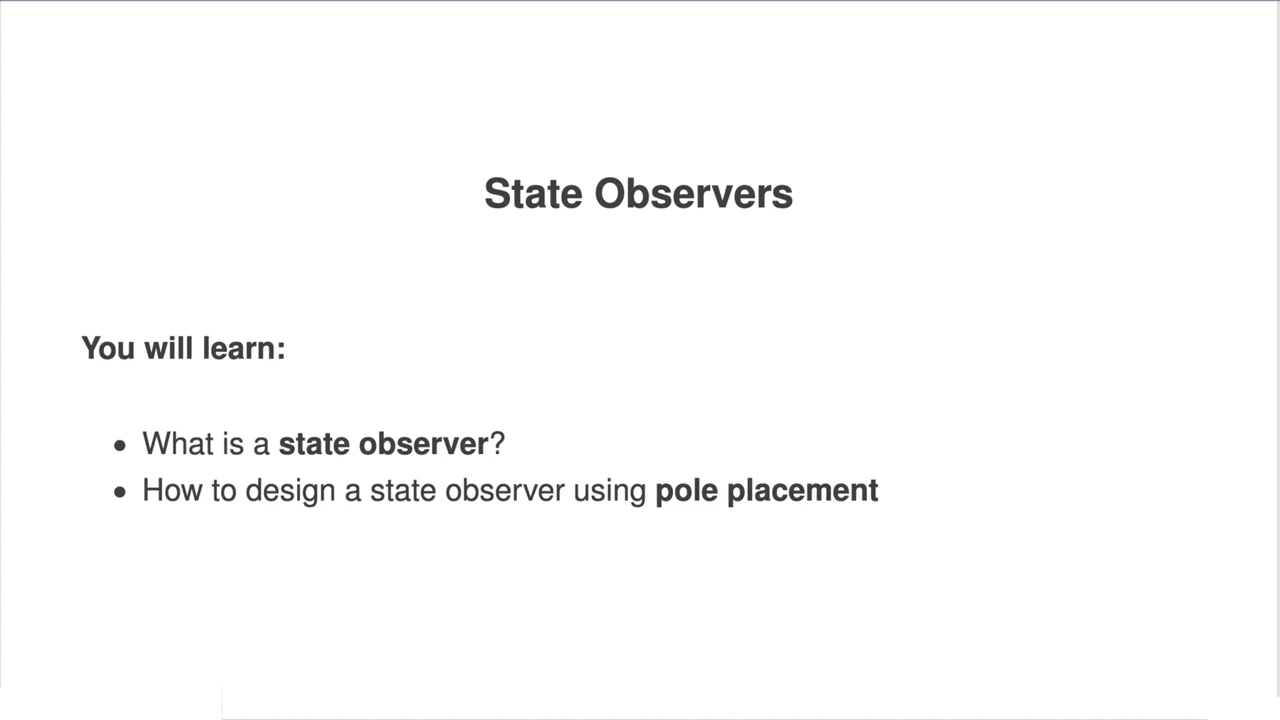 State Observers
You will learn:
• What is a state observer?
• How to design a state observer using pole placement